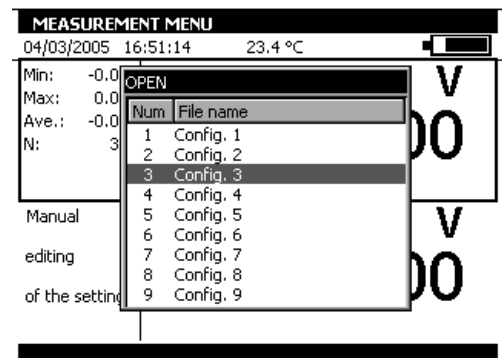 MEASUREMENT MENU
04/03/2005 16:51:14 23.4 °C
Min: -0.0
Max: 0.0
Ave.: -0.0
N: 3
V
00
OPEN
Num File name
1 Config. 1
2 Config. 2
3 Config. 3
4 Config. 4
5 Config. 5
6 Config. 6
7 Config. 7
8 Config. 8
9 Config. 9
Manual
editing
of the setting
V
00